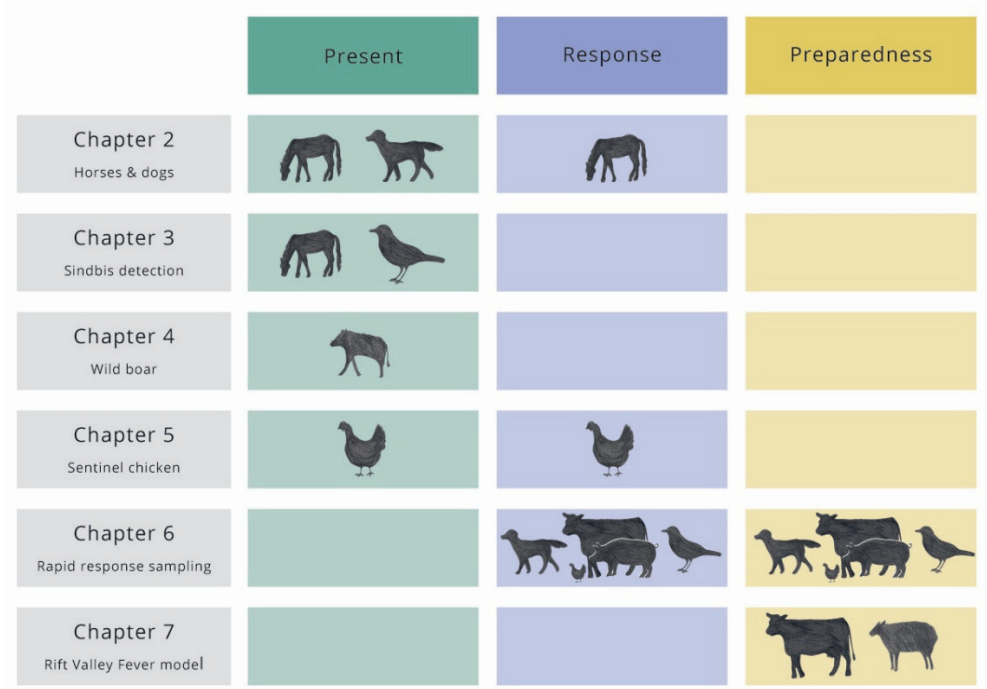 Present
Response
Preparedness
Chapter 2
Horses & dogs
Chapter 3
Sindbis detection
Chapter 4
Wild boar
Chapter 5
Sentinel chicken
Chapter 6
Rapid response sampling
Chapter 7
Rift Valley Fever model